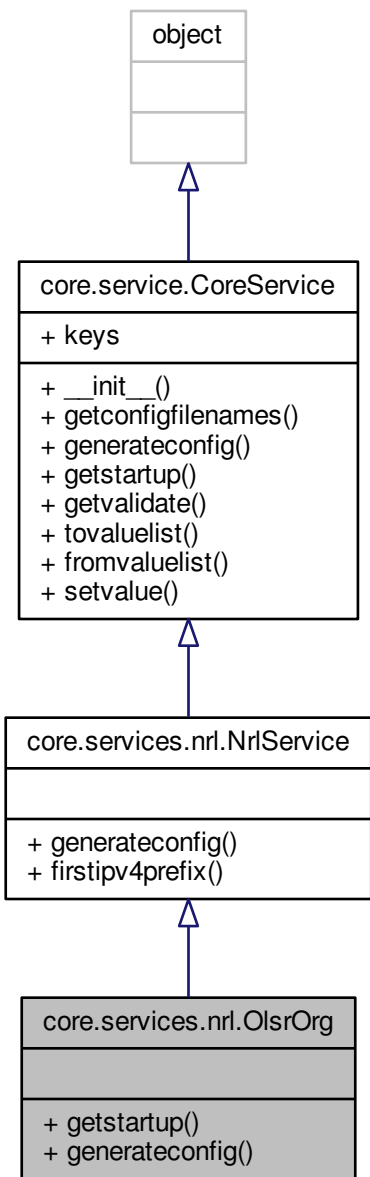 object
core.service.CoreService
+ keys
+ __init__()
+ getconfigfilenames()
+ generateconfig()
+ getstartup()
+ getvalidate()
+ tovaluelist()
+ fromvaluelist()
+ setvalue()
core.services.nrl.NrlService
+ generateconfig()
+ firstipv4prefix()
core.services.nrl.OlsrOrg
+ getstartup()
+ generateconfig()